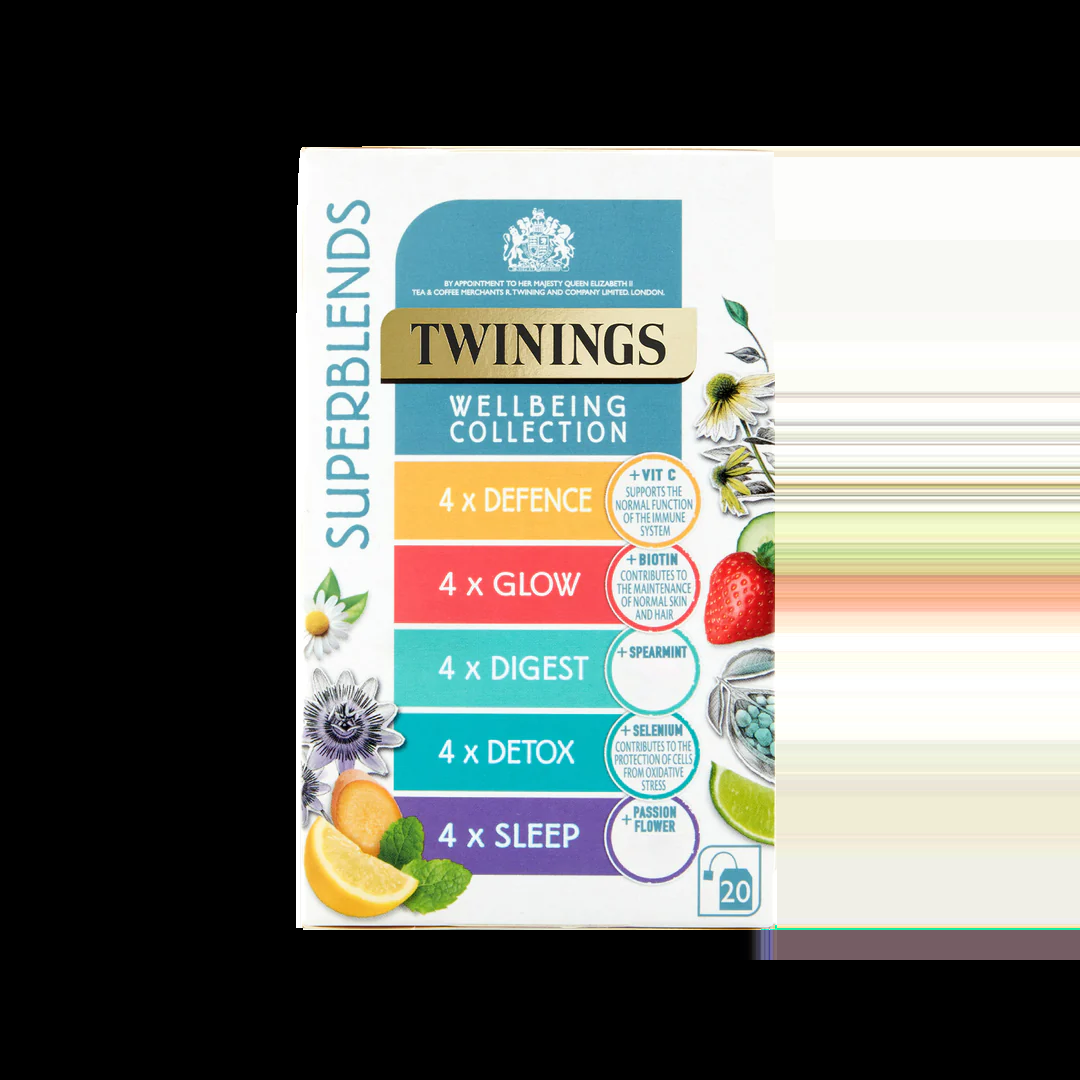 SUPERBLENDS
BY APPOINTMENT TO HER MAJESTY QUEEN ELIZABETH II
TEA & COFFEE MERCHANTS R. TWINING AND COMPANY LIMITED. LONDON.
TWININGS
WELLBEING
COLLECTION
4 x DEFENCE
+ VIT C
SUPPORTS THE
NORMAL FUNCTION
OF THE IMMUNE
SYSTEM
4 x GLOW
+ BIOTIN
CONTRIBUTES TO
THE MAINTENANCE
OF NORMAL SKIN
AND HAIR
4 x DIGEST
+ SPEARMINT
4 x DETOX
+ SELENIUM
CONTRIBUTES TO THE
PROTECTION OF CELLS
FROM OXIDATIVE
STRESS
4 x SLEEP
+ PASSION
FLOWER
20